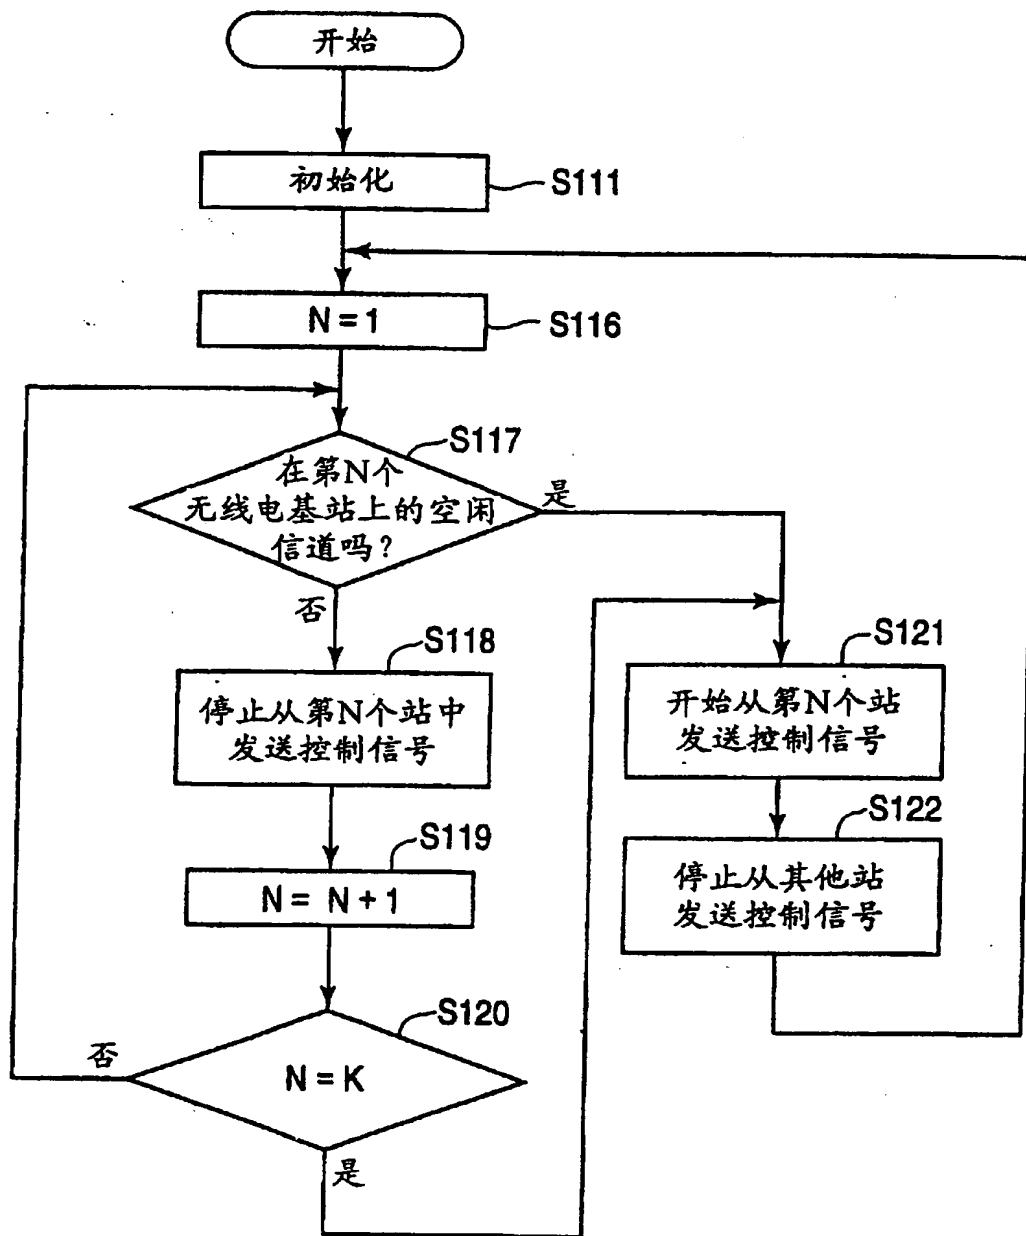 开始
初始化
S111
N = 1
S116
S117
在第N个
无线电基站上的空闲
信道吗？
是
否
S118
停止从第N个站中
发送控制信号
S119
N = N + 1
S120
N = K
否
是
S121
开始从第N个站
发送控制信号
S122
停止从其他站
发送控制信号